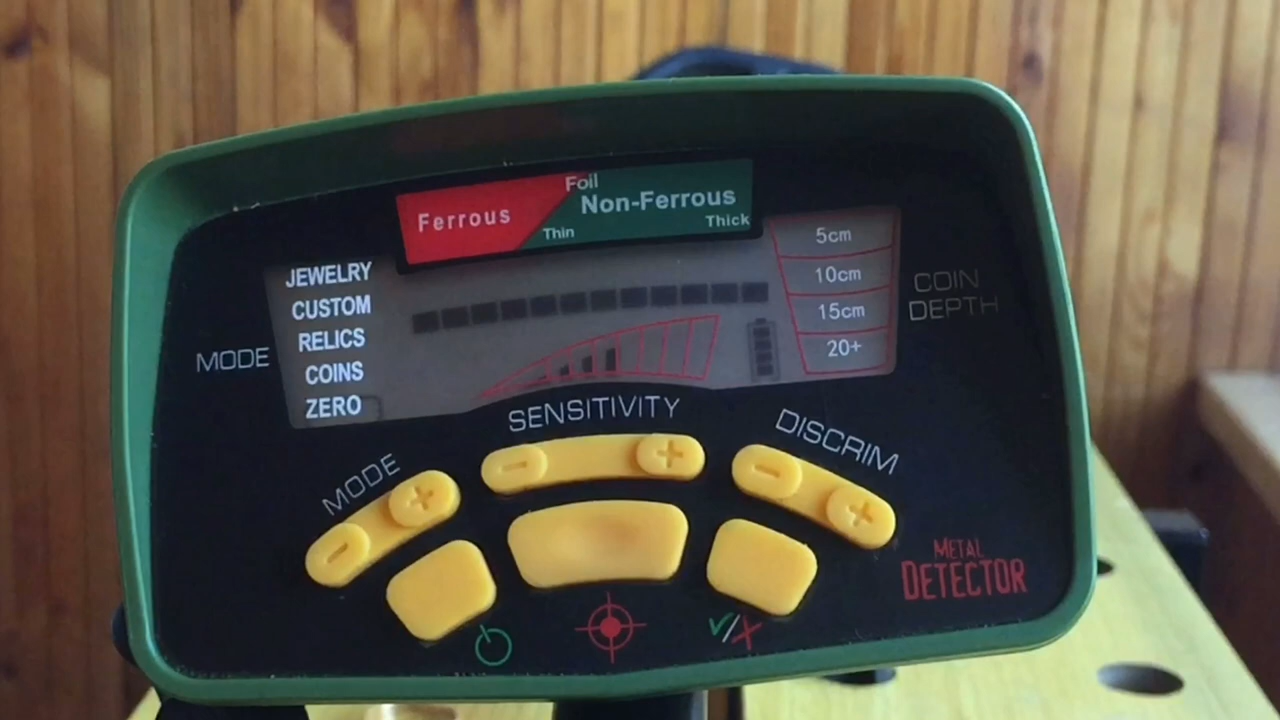 Foil
Ferrous
Non-Ferrous
Thin
Thick
JEWELRY
CUSTOM
RELICS
COINS
ZERO
MODE
5cm
10cm
15cm
20+
COIN
DEPTH
SENSITIVITY
MODE
DISCRIM
- +
- +
- +
METAL
DETECTOR